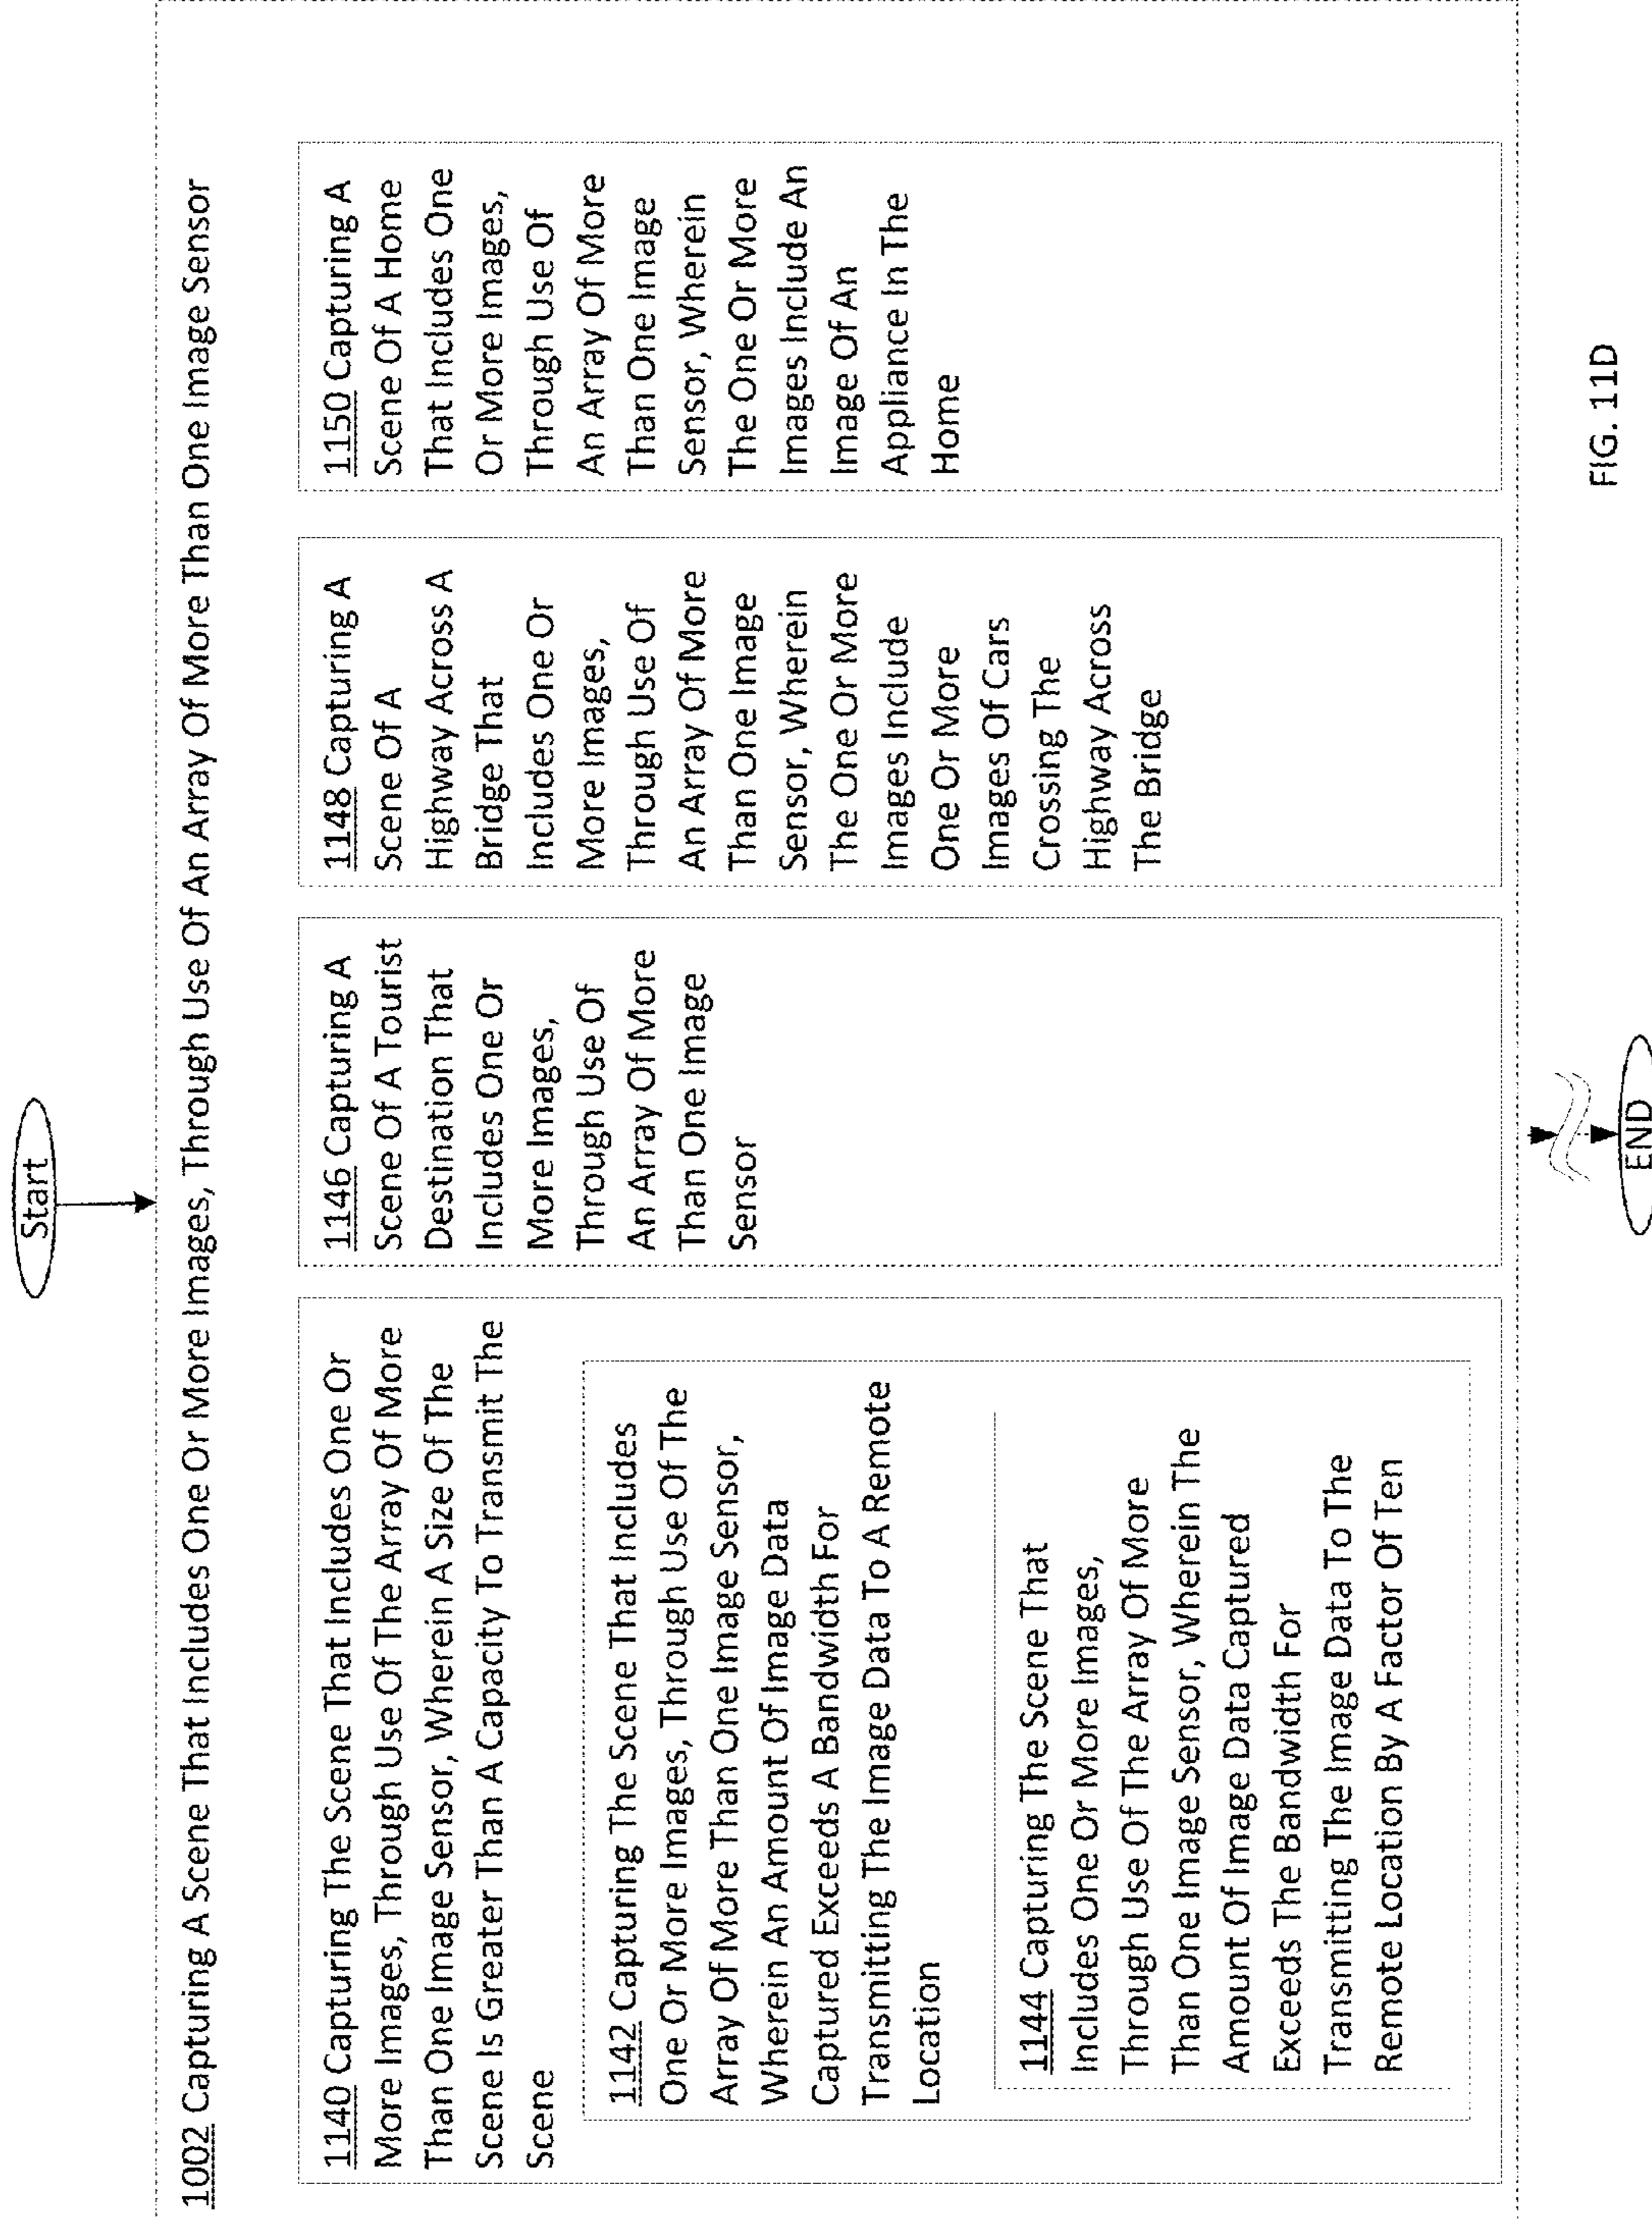 Start
1002 Capturing A Scene That Includes One Or More Images, Through Use Of An Array Of More Than One Image Sensor
1140 Capturing The Scene That Includes One Or
More Images, Through Use Of The Array Of More
Than One Image Sensor, Wherein A Size Of The
Scene Is Greater Than A Capacity To Transmit The
Scene
1142 Capturing The Scene That Includes
One Or More Images, Through Use Of The
Array Of More Than One Image Sensor,
Wherein An Amount Of Image Data
Captured Exceeds A Bandwidth For
Transmitting The Image Data To A Remote
Location
1144 Capturing The Scene That
Includes One Or More Images,
Through Use Of The Array Of More
Than One Image Sensor, Wherein The
Amount Of Image Data Captured
Exceeds The Bandwidth For
Transmitting The Image Data To The
Remote Location By A Factor Of Ten
1146 Capturing A
Scene Of A Tourist
Destination That
Includes One Or
More Images,
Through Use Of
An Array Of More
Than One Image
Sensor
1148 Capturing A
Scene Of A
Highway Across A
Bridge That
Includes One Or
More Images,
Through Use Of
An Array Of More
Than One Image
Sensor, Wherein
The One Or More
Images Include
One Or More
Images Of Cars
Crossing The
Highway Across
The Bridge
1150 Capturing A
Scene Of A Home
That Includes One
Or More Images,
Through Use Of
An Array Of More
Than One Image
Sensor, Wherein
The One Or More
Images Include An
Image Of An
Appliance In The
Home
END
FIG. 11D